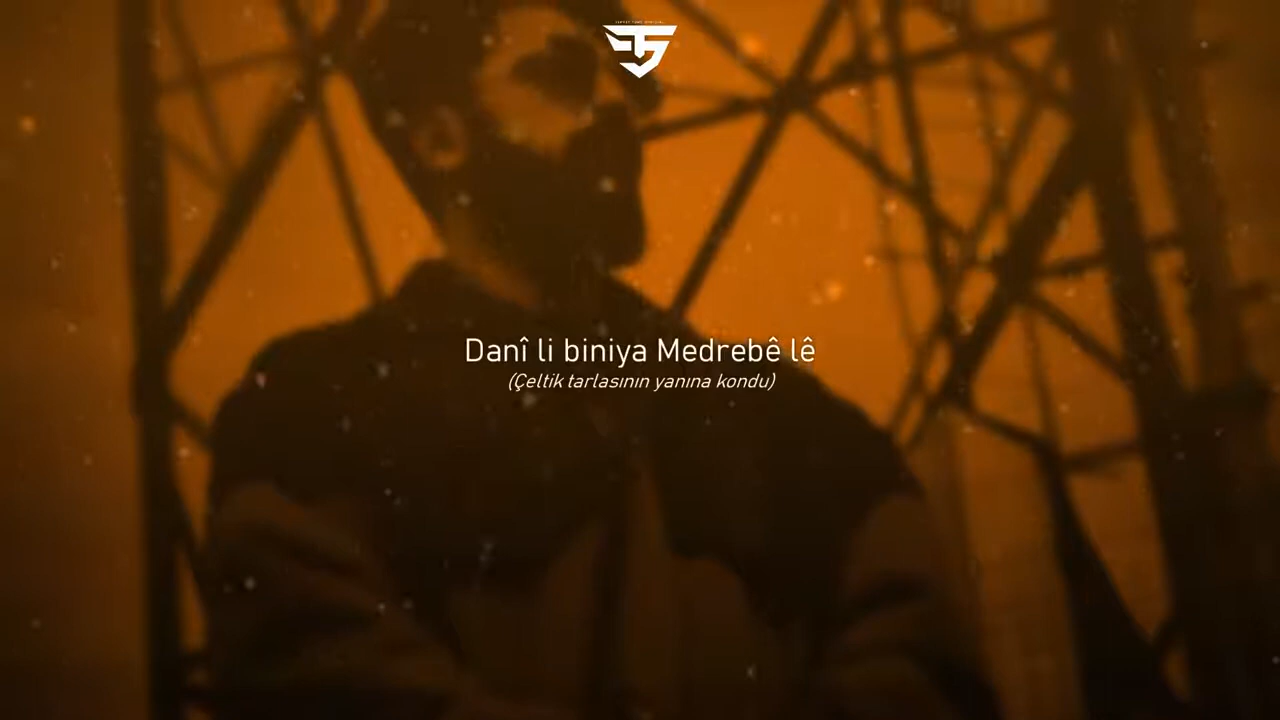 Danî li biniya Medrebê lê
(Çeltik tarlasının yanına kondu)